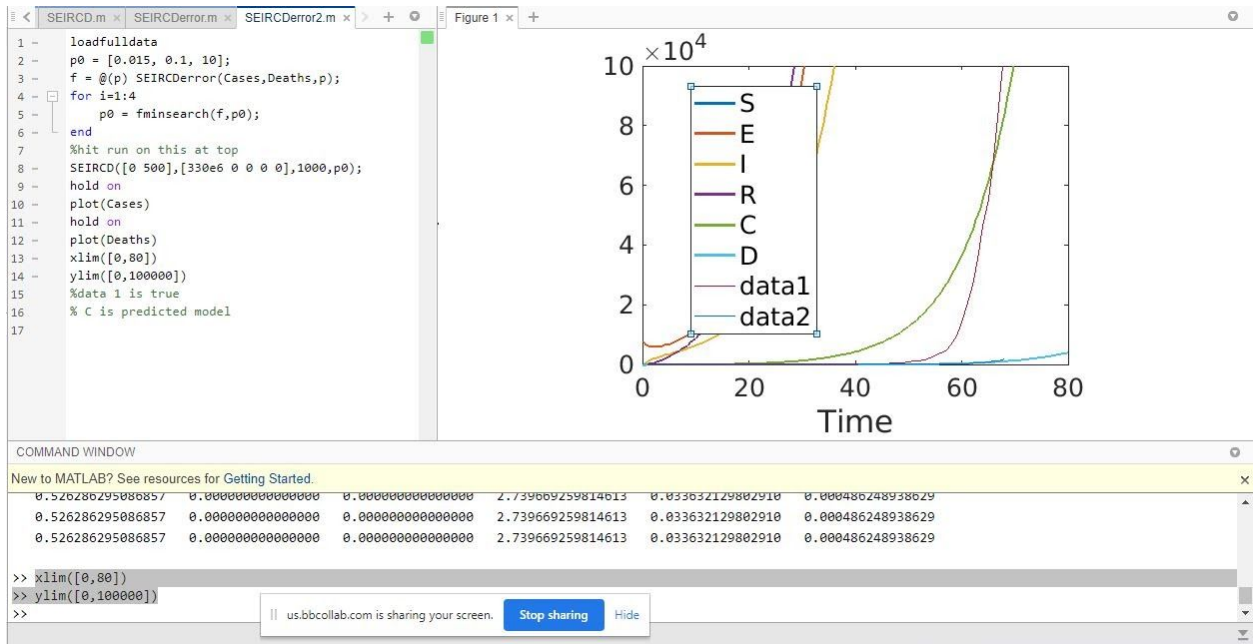 SEIRCD.m × SEIRCDerror.m × SEIRCDerror2.m × +
1 - loadfulldata
2 - p0 = [0.015, 0.1, 10];
3 - f = @(p) SEIRCDerror(Cases,Deaths,p);
4 - for i=1:4
5 - p0 = fminsearch(f,p0);
6 - end
7 %hit run on this at top
8 - SEIRCD([0 500],[330e6 0 0 0 0],1000,p0);
9 - hold on
10 - plot(Cases)
11 - hold on
12 - plot(Deaths)
13 - xlim([0,80])
14 - ylim([0,100000])
15 %data 1 is true
16 % C is predicted model
17
Figure 1 × +
×10⁴
10
8
6
4
2
0
S
E
I
R
C
D
data1
data2
0 20 40 60 80
Time
COMMAND WINDOW
New to MATLAB? See resources for Getting Started. ×
0.526286295086857 0.000000000000000 0.000000000000000 2.739669259814613 0.033632129802910 0.000486248938629
0.526286295086857 0.000000000000000 0.000000000000000 2.739669259814613 0.033632129802910 0.000486248938629
0.526286295086857 0.000000000000000 0.000000000000000 2.739669259814613 0.033632129802910 0.000486248938629
>> xlim([0,80])
>> ylim([0,100000])
>>
us.bbcollab.com is sharing your screen. Stop sharing Hide